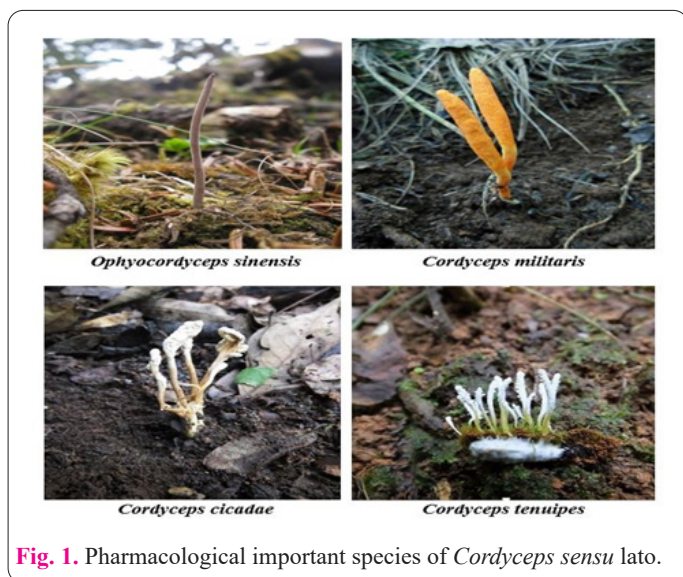 Ophyocordyceps sinensis
Cordyceps militaris
Cordyceps cicadae
Cordyceps tenuipes
Fig. 1. Pharmacological important species of Cordyceps sensu lato.